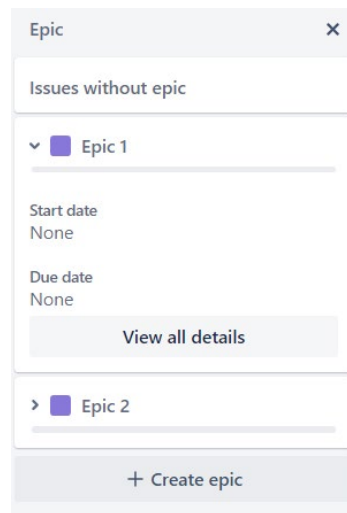 Epic
Issues without epic
Epic 1
Start date
None
Due date
None
View all details
Epic 2
+ Create epic